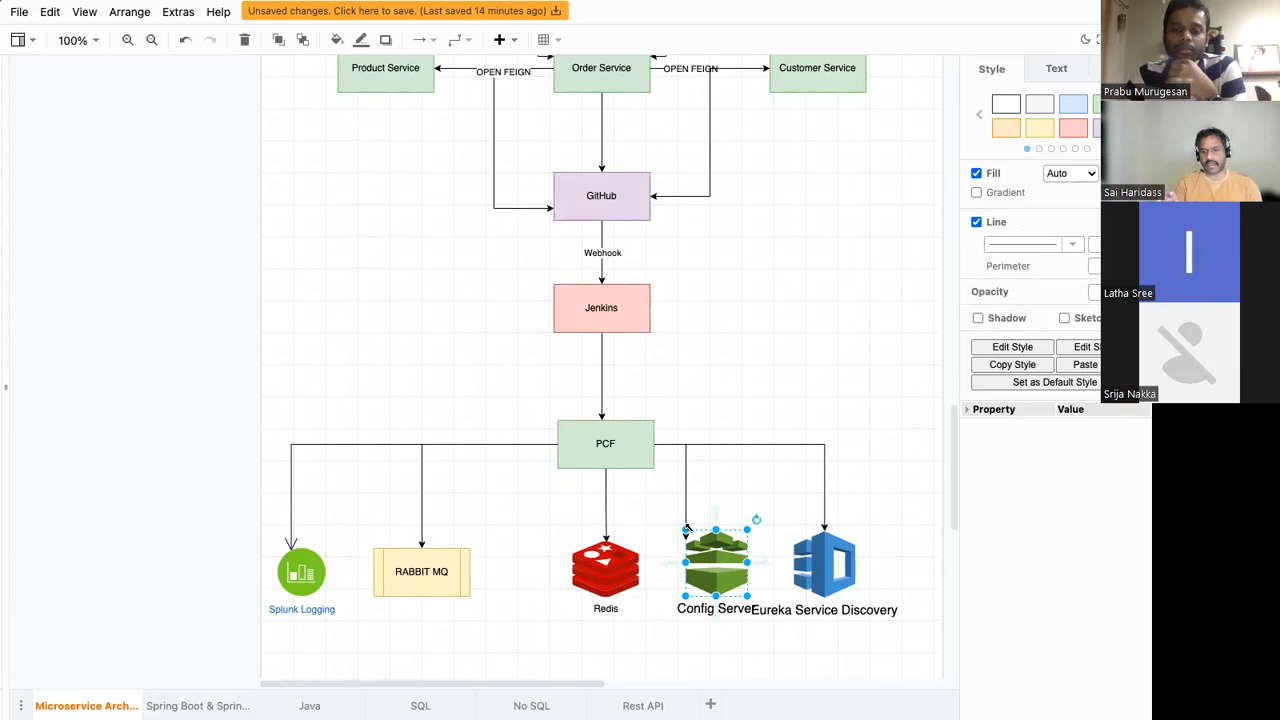 File Edit View Arrange Extras Help
Unsaved changes. Click here to save. (Last saved 14 minutes ago)
100%
Product Service
OPEN FEIGN
Order Service
OPEN FEIGN
Customer Service
GitHub
Webhook
Jenkins
PCF
Splunk Logging
RABBIT MQ
Redis
Config Server
Eureka Service Discovery
Style
Text
Fill
Auto
Gradient
Line
Perimeter
Opacity
Shadow
Sketc
Edit Style
Edit S
Copy Style
Paste
Set as Default Style
Property
Value
Prabu Murugesan
Sai Haridass
I
Latha Sree
Srija Nakka
Microservice Arch...
Spring Boot & Sprin...
Java
SQL
No SQL
Rest API